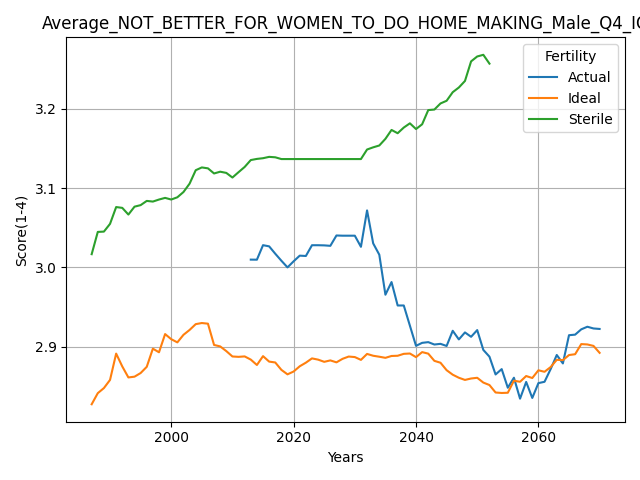 Average_NOT_BETTER_FOR_WOMEN_TO_DO_HOME_MAKING_Male_Q4_IQ
Fertility
Actual
Ideal
Sterile
Score(1-4)
3.2
3.1
3.0
2.9
2000
2020
2040
2060
Years